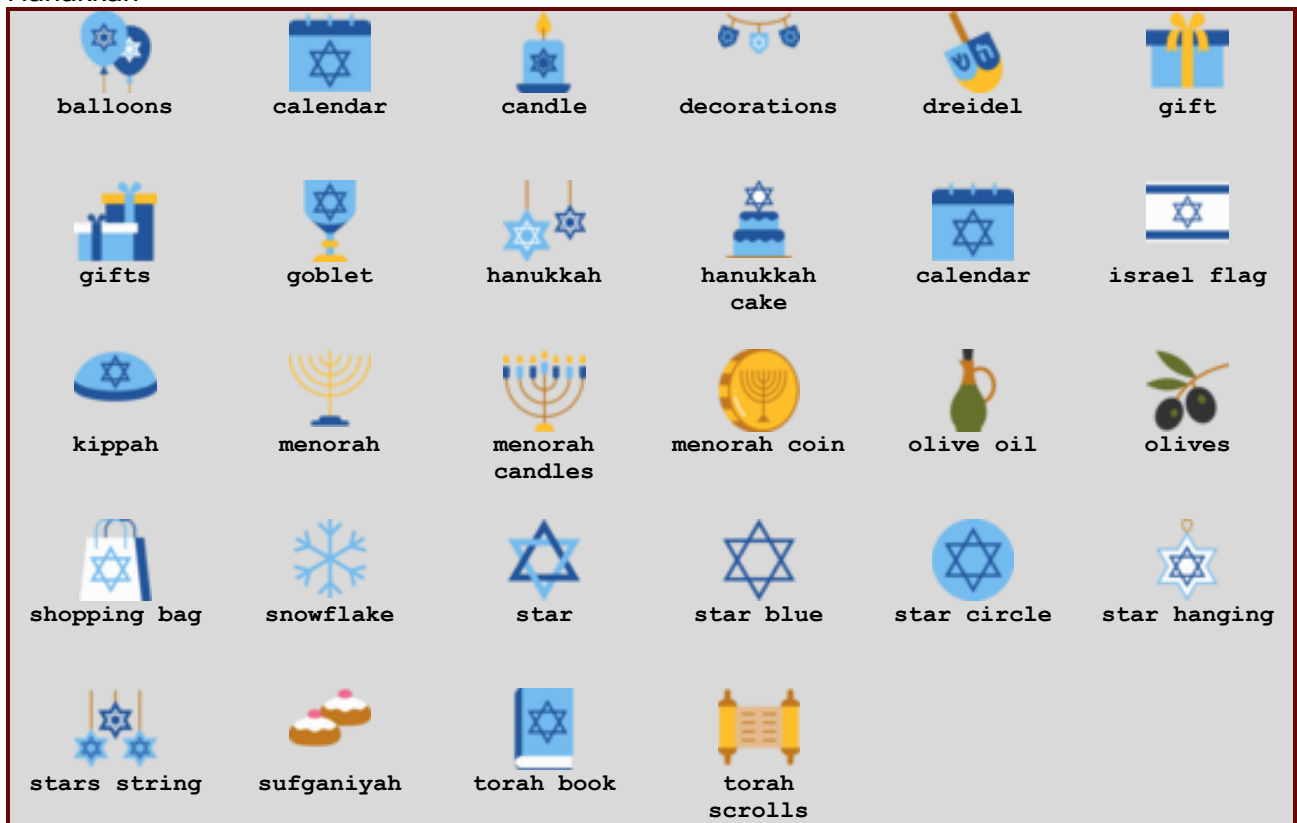 Hanukkah
balloons calendar candle decorations dreidel gift
gifts goblet hanukkah hanukkah cake calendar israel flag
kippah menorah menorah candles menorah coin olive oil olives
shopping bag snowflake star star blue star circle star hanging
stars string sufganiyah torah book torah scrolls